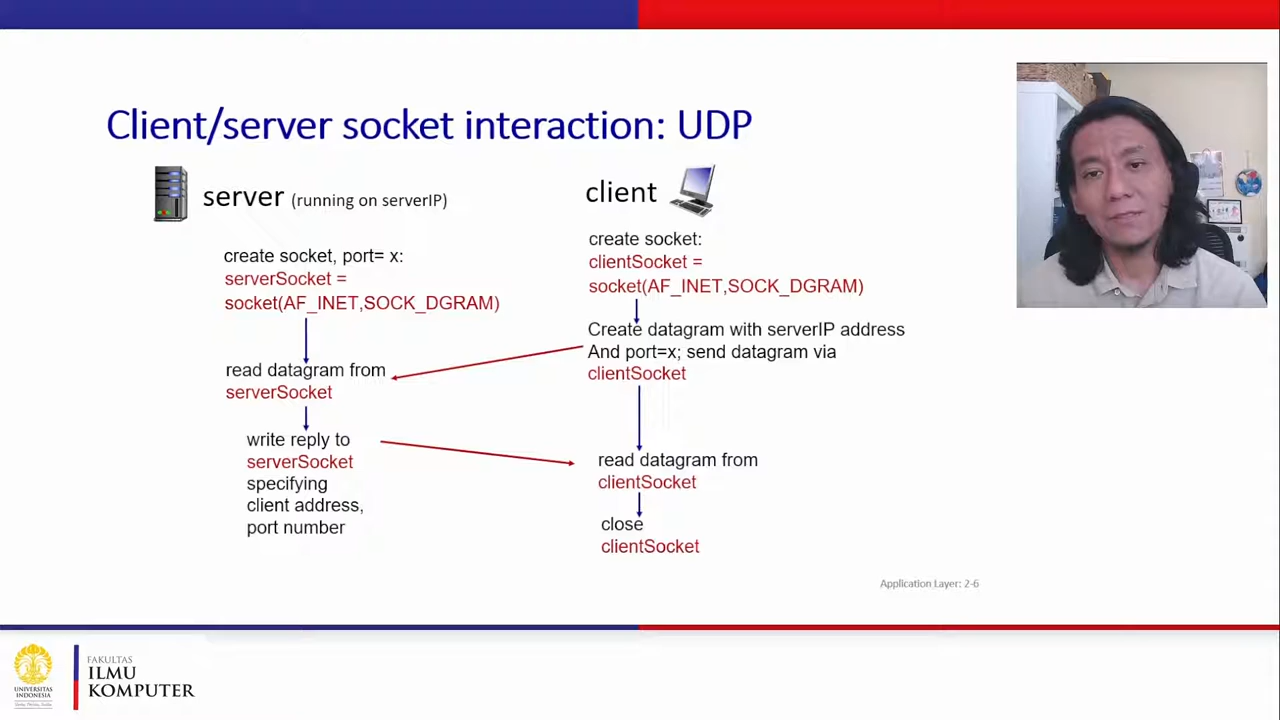 Client/server socket interaction: UDP
server (running on serverIP)
create socket, port= x:
serverSocket =
socket(AF_INET,SOCK_DGRAM)
read datagram from
serverSocket
write reply to
serverSocket
specifying
client address,
port number
client
create socket:
clientSocket =
socket(AF_INET,SOCK_DGRAM)
Create datagram with serverIP address
And port=x; send datagram via
clientSocket
read datagram from
clientSocket
close
clientSocket
Application Layer: 2-6
UNIVERSITAS
INDONESIA
FAKULTAS
ILMU
KOMPUTER